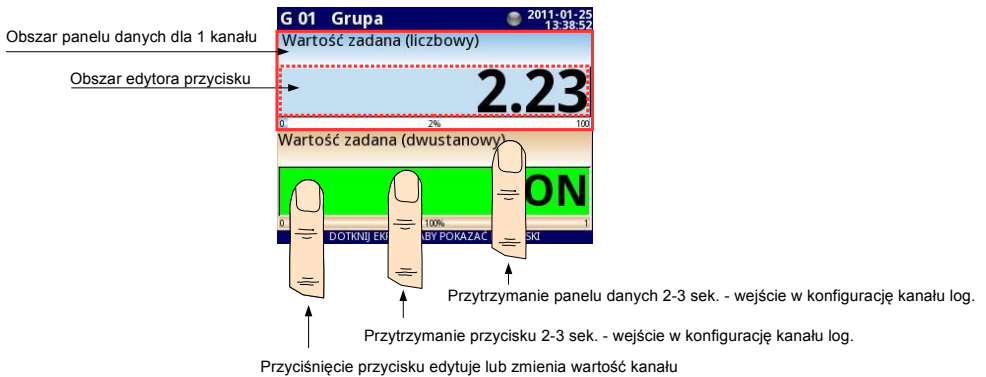 G 01 Grupa
2011-01-25
13:38:52
Obszar panelu danych dla 1 kanału
Wartość zadana (liczbowy)
Obszar edytora przycisku
2.23
0 2% 100
Wartość zadana (dwustanowy)
ON
0 100% 1
DOTKNIJ ABY POKAZAĆ
Przytrzymanie panelu danych 2-3 sek. - wejście w konfigurację kanału log.
Przytrzymanie przycisku 2-3 sek. - wejście w konfigurację kanału log.
Przyciśnięcie przycisku edytuje lub zmienia wartość kanału